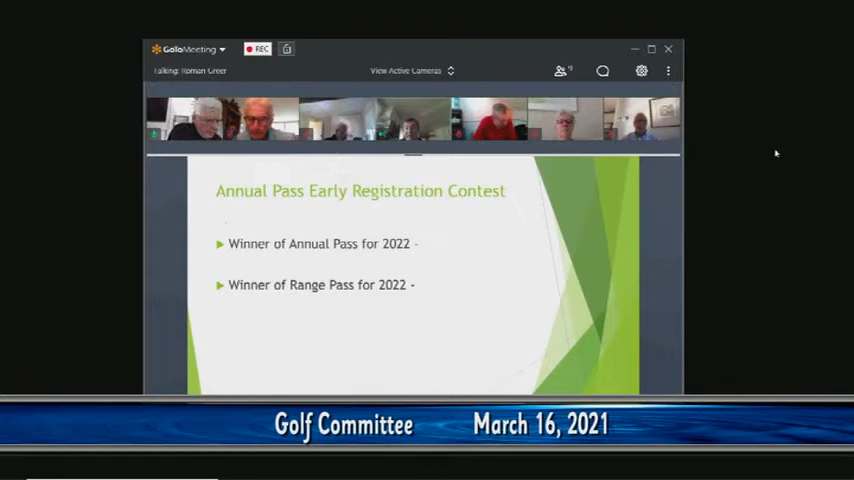 GoToMeeting
REC
Talking: Roman Greer
View Active Cameras
9
Annual Pass Early Registration Contest
Winner of Annual Pass for 2022 -
Winner of Range Pass for 2022 -
Golf Committee March 16, 2021